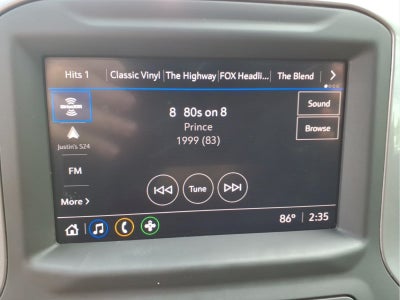 Hits 1 Classic Vinyl The Highway FOX Headli... The Blend
8 80s on 8
Sound
Prince
Browse
1999 (83)
Justin's S24
FM
Tune
More
86° 2:35